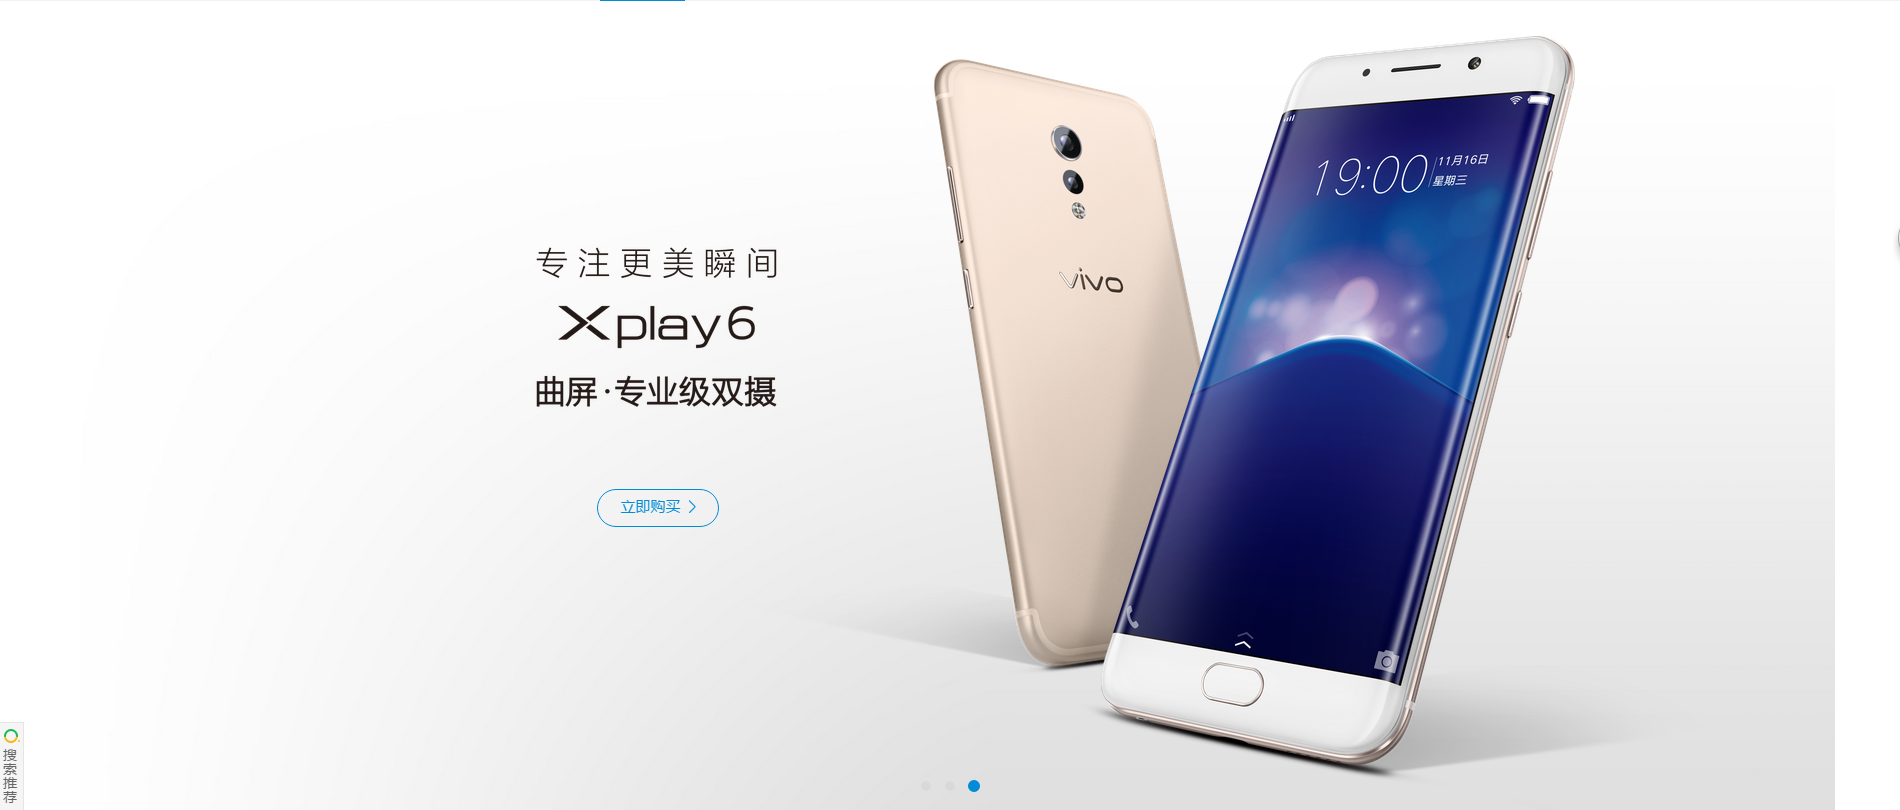 专注更美瞬间
Xplay6
曲屏·专业级双摄
立即购买
vivo
19:00
11月16日
星期三
搜索推荐